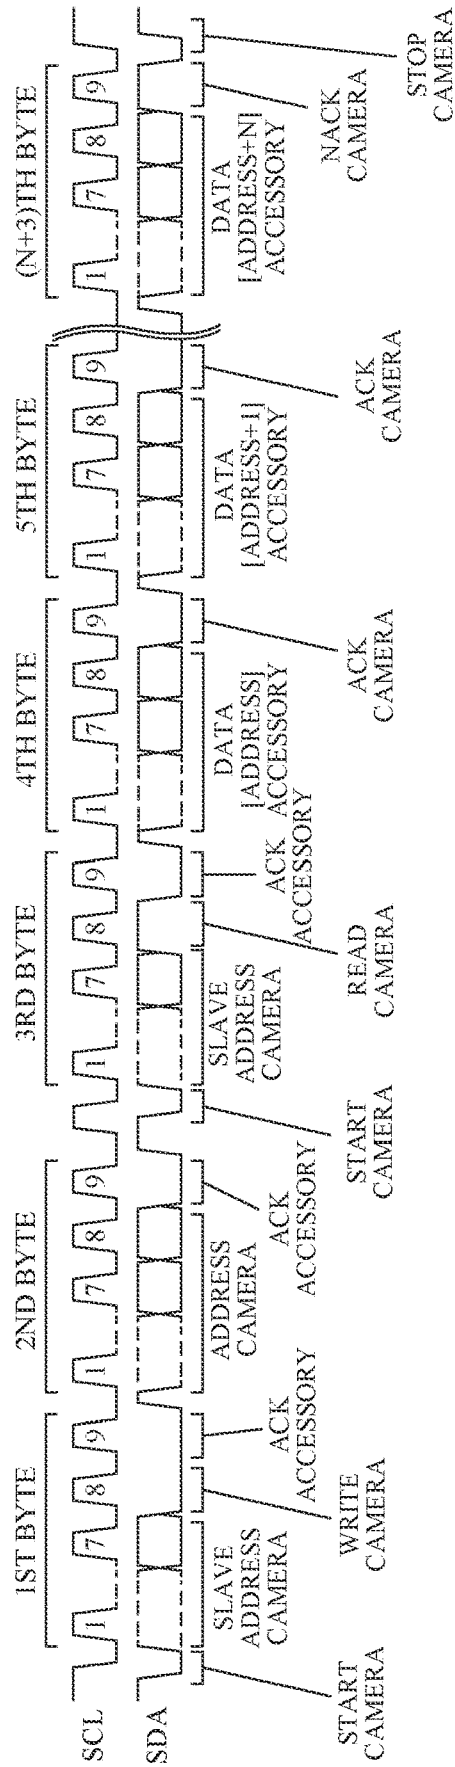 1ST BYTE
2ND BYTE
3RD BYTE
4TH BYTE
5TH BYTE
(N+3)TH BYTE
SCL
1 7 8 9
1 7 8 9
1 7 8 9
1 7 8 9
1 7 8 9
1 7 8 9
SDA
START
CAMERA
SLAVE
ADDRESS
CAMERA
WRITE
CAMERA
ACK
ACCESSORY
ADDRESS
CAMERA
ACK
ACCESSORY
START
CAMERA
SLAVE
ADDRESS
CAMERA
READ
CAMERA
ACK
ACCESSORY
DATA
[ADDRESS]
ACCESSORY
ACK
CAMERA
DATA
[ADDRESS+1]
ACCESSORY
ACK
CAMERA
DATA
[ADDRESS+N]
ACCESSORY
NACK
CAMERA
STOP
CAMERA